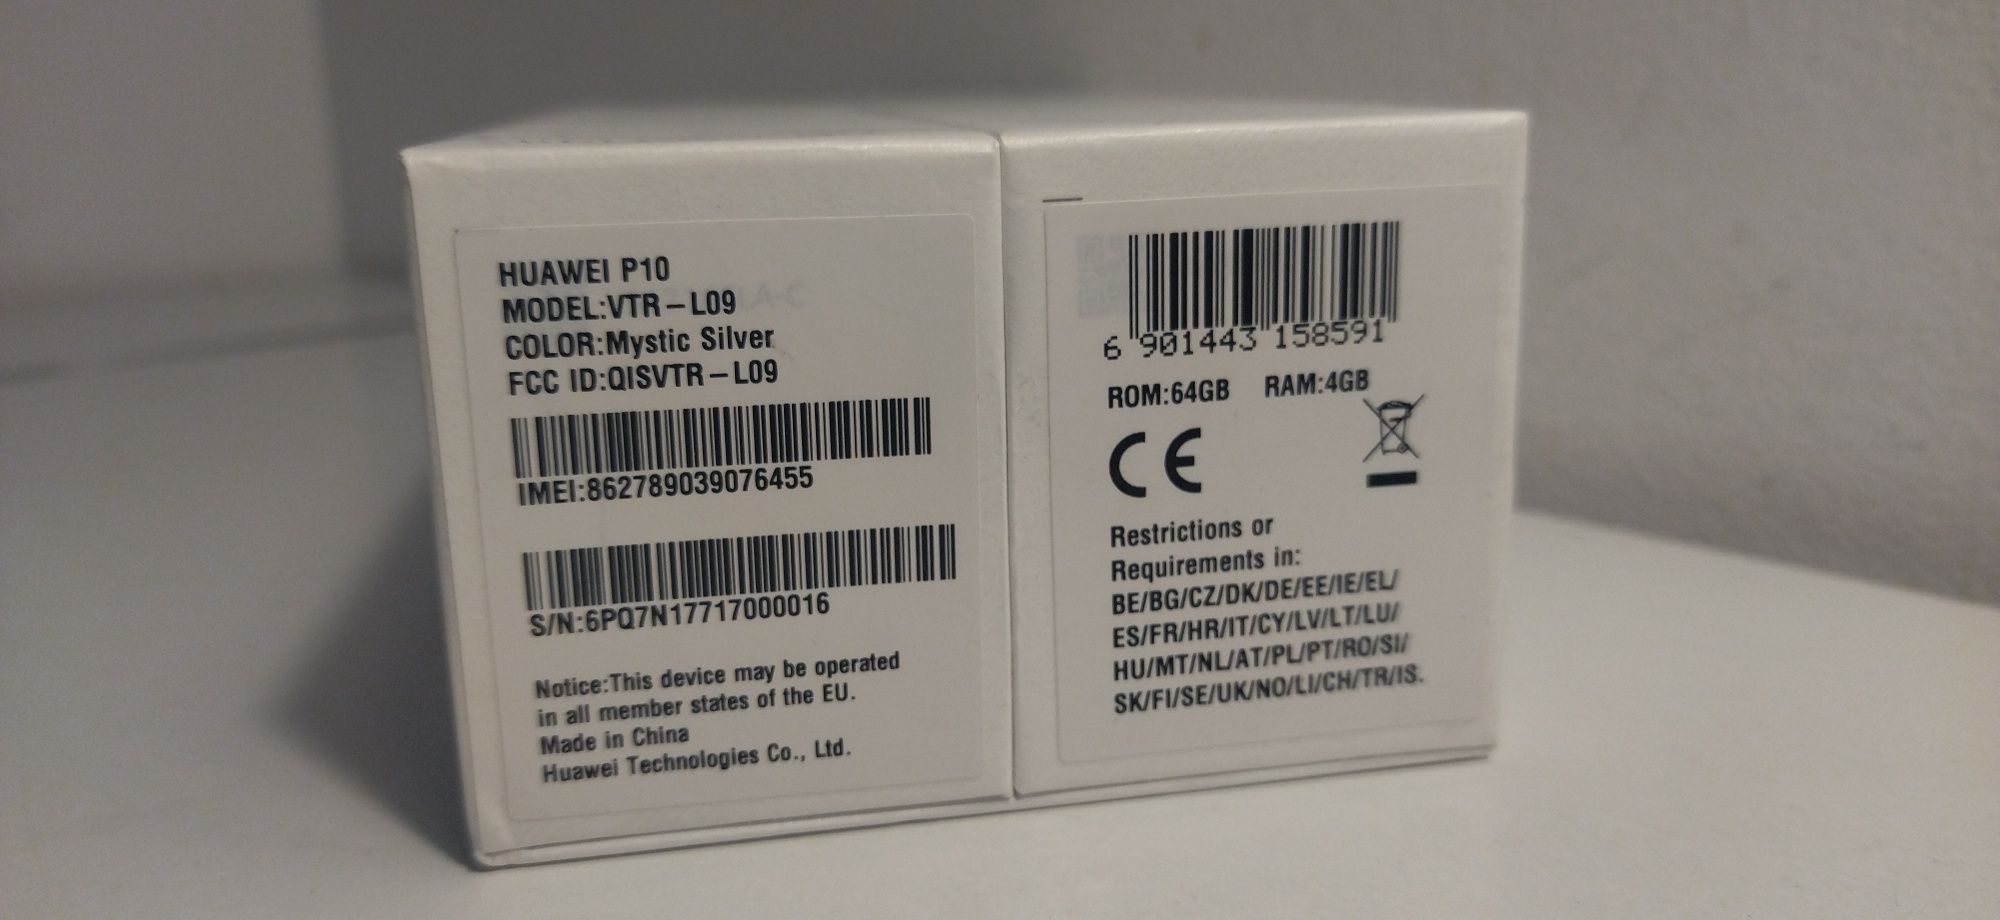 HUAWEI P10
MODEL:VTR-L09
COLOR:Mystic Silver
FCC ID:QISVTR-L09
IMEI:862789039076455
S/N:6PQ7N17717000016
Notice:This device may be operated
in all member states of the EU.
Made in China
Huawei Technologies Co., Ltd.
6 901443 158591
ROM:64GB RAM:4GB
CE
Restrictions or
Requirements in:
BE/BG/CZ/DK/DE/EE/IE/EL/
ES/FR/HR/IT/CY/LV/LT/LU/
HU/MT/NL/AT/PL/PT/RO/SI/
SK/FI/SE/UK/NO/LI/CH/TR/IS.